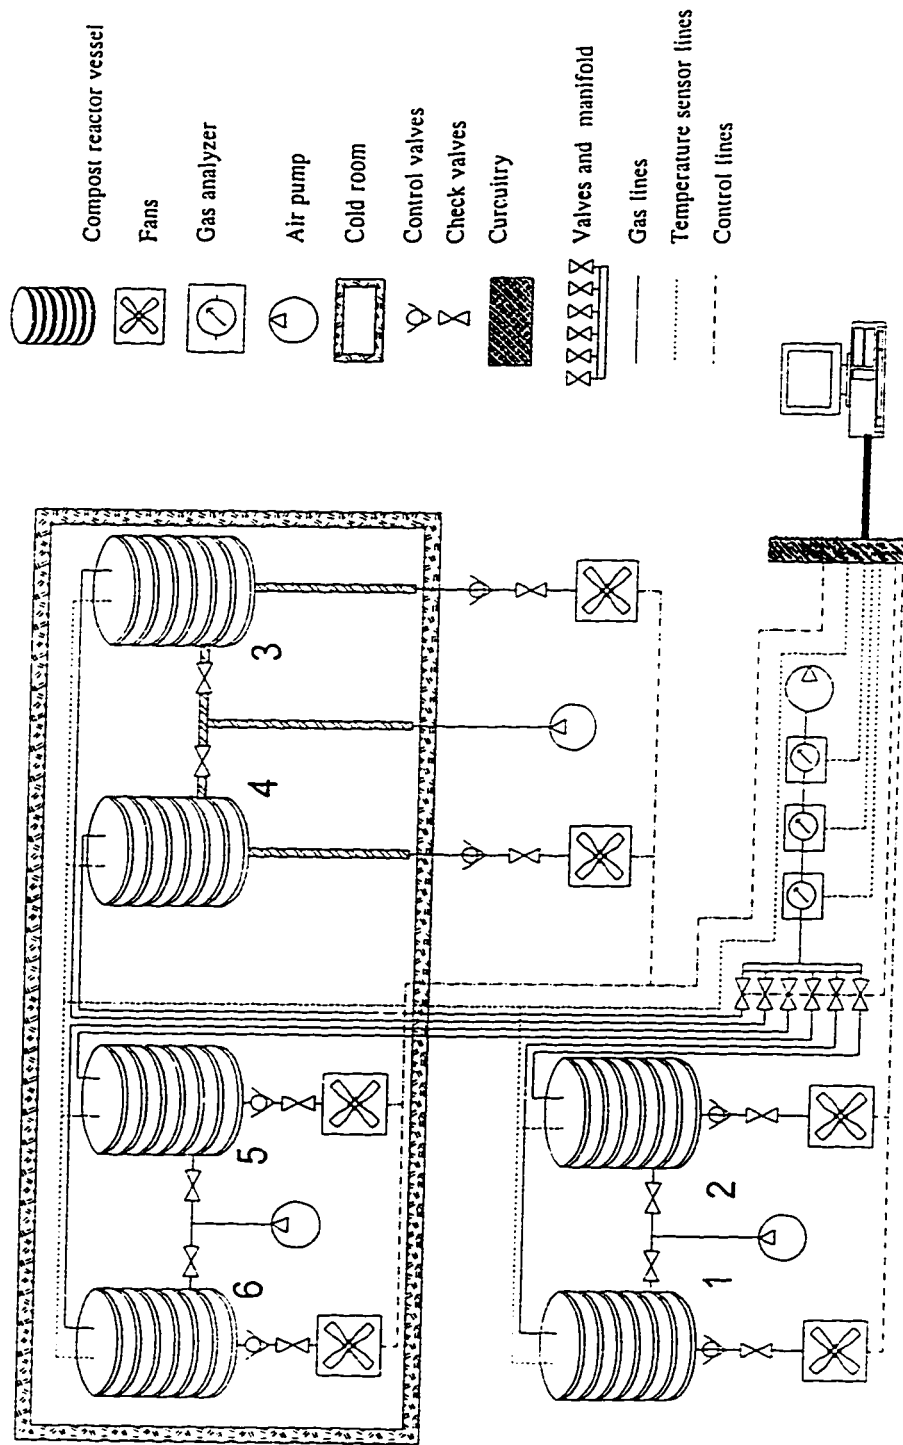 Compost reactor vessel
Fans
Gas analyzer
Air pump
Cold room
Control valves
Check valves
Curcuitry
Valves and manifold
Gas lines
Temperature sensor lines
Control lines
3
4
5
6
2
1